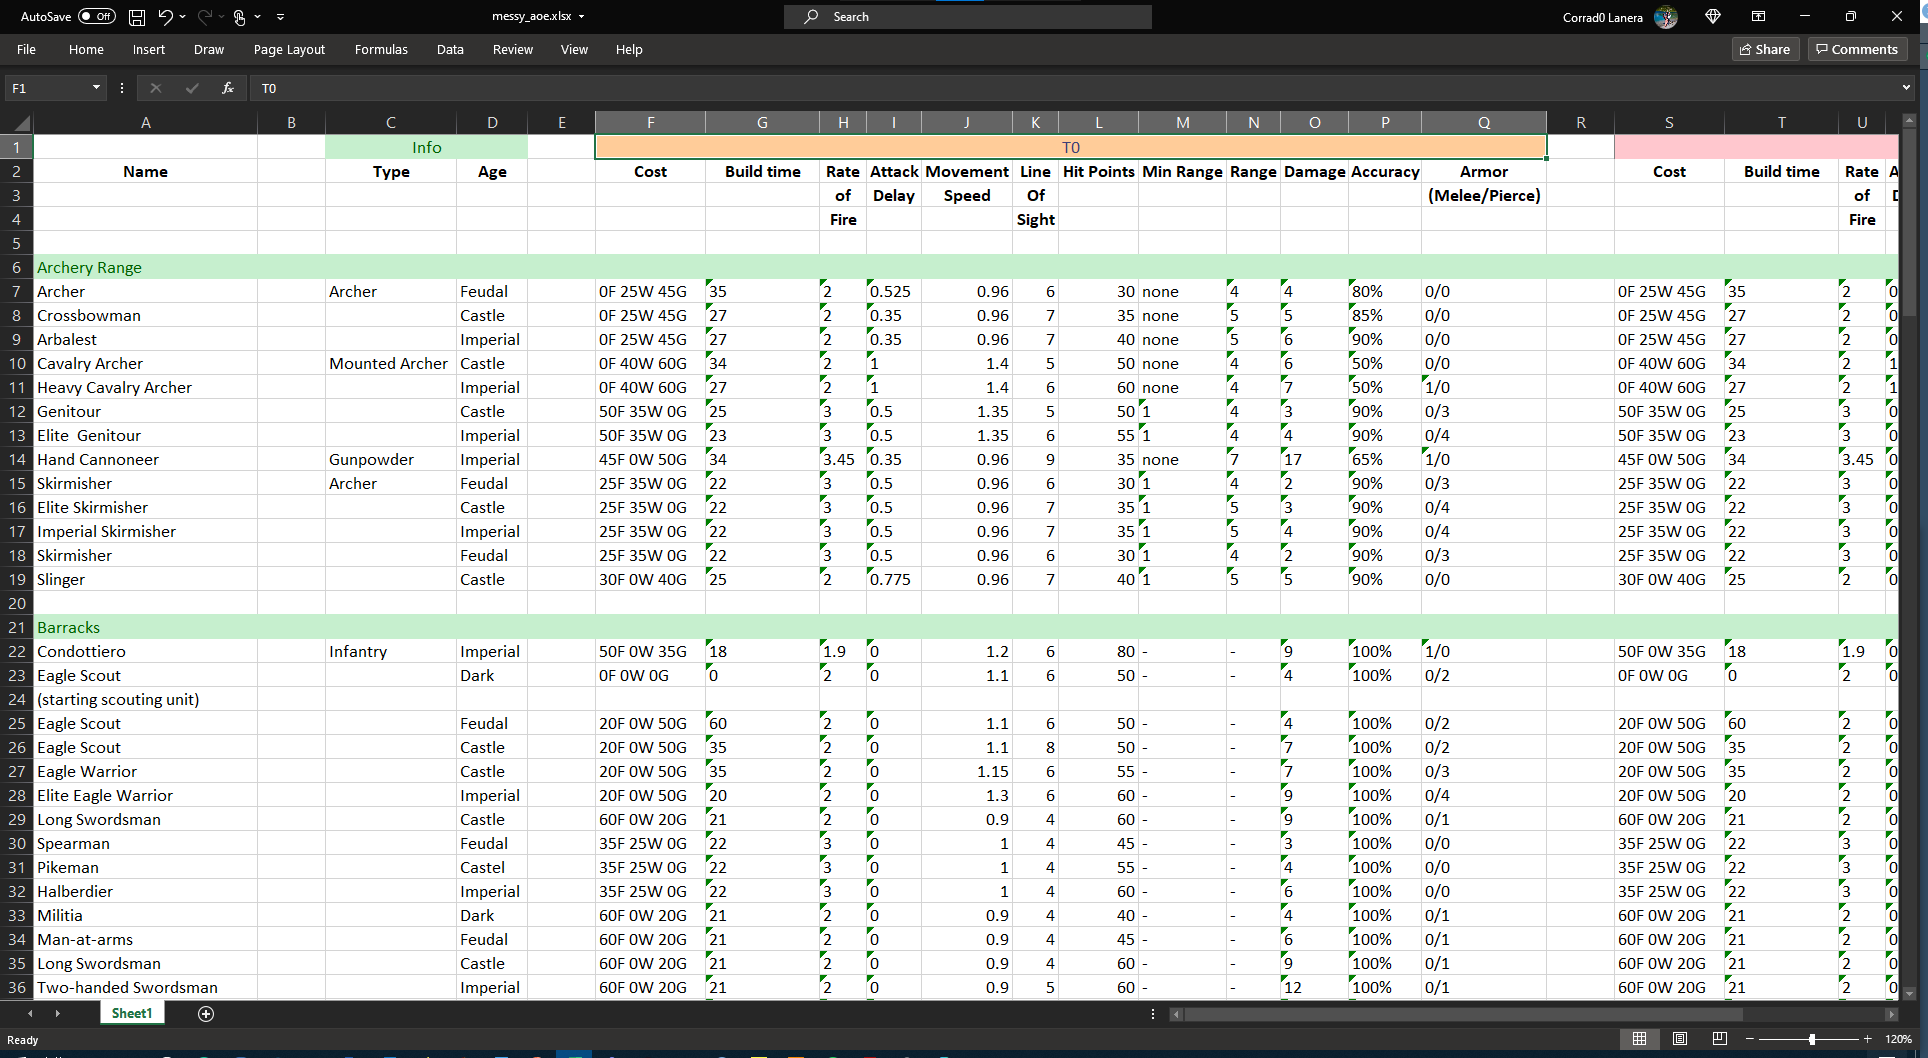 AutoSave Off messy_aoe.xlsx Search Corrad0 Lanera
File Home Insert Draw Page Layout Formulas Data Review View Help Share Comments
F1 fx T0
A B C D E F G H I J K L M N O P Q R S T U
1 Info T0
2 Name Type Age Cost Build time Rate Attack Movement Line Hit Points Min Range Range Damage Accuracy Armor Cost Build time Rate A
3 of Delay Speed Of (Melee/Pierce) of
4 Fire Sight Fire
5
6 Archery Range
7 Archer Archer Feudal 0F 25W 45G 35 2 0.525 0.96 6 30 none 4 4 80% 0/0 0F 25W 45G 35 2 0
8 Crossbowman Castle 0F 25W 45G 27 2 0.35 0.96 7 35 none 5 5 85% 0/0 0F 25W 45G 27 2 0
9 Arbalest Imperial 0F 25W 45G 27 2 0.35 0.96 7 40 none 5 6 90% 0/0 0F 25W 45G 27 2 0
10 Cavalry Archer Mounted Archer Castle 0F 40W 60G 34 2 1 1.4 5 50 none 4 6 50% 0/0 0F 40W 60G 34 2 1
11 Heavy Cavalry Archer Imperial 0F 40W 60G 27 2 1 1.4 6 60 none 4 7 50% 1/0 0F 40W 60G 27 2 1
12 Genitour Castle 50F 35W 0G 25 3 0.5 1.35 5 50 1 4 3 90% 0/3 50F 35W 0G 25 3 0
13 Elite  Genitour Imperial 50F 35W 0G 23 3 0.5 1.35 6 55 1 4 4 90% 0/4 50F 35W 0G 23 3 0
14 Hand Cannoneer Gunpowder Imperial 45F 0W 50G 34 3.45 0.35 0.96 9 35 none 7 17 65% 1/0 45F 0W 50G 34 3.45 0
15 Skirmisher Archer Feudal 25F 35W 0G 22 3 0.5 0.96 6 30 1 4 2 90% 0/3 25F 35W 0G 22 3 0
16 Elite Skirmisher Castle 25F 35W 0G 22 3 0.5 0.96 7 35 1 5 3 90% 0/4 25F 35W 0G 22 3 0
17 Imperial Skirmisher Imperial 25F 35W 0G 22 3 0.5 0.96 7 35 1 5 4 90% 0/4 25F 35W 0G 22 3 0
18 Skirmisher Feudal 25F 35W 0G 22 3 0.5 0.96 6 30 1 4 2 90% 0/3 25F 35W 0G 22 3 0
19 Slinger Castle 30F 0W 40G 25 2 0.775 0.96 7 40 1 5 5 90% 0/0 30F 0W 40G 25 2 0
20
21 Barracks
22 Condottiero Infantry Imperial 50F 0W 35G 18 1.9 0 1.2 6 80 - - 9 100% 1/0 50F 0W 35G 18 1.9 0
23 Eagle Scout Dark 0F 0W 0G 0 2 0 1.1 6 50 - - 4 100% 0/2 0F 0W 0G 0 2 0
24 (starting scouting unit)
25 Eagle Scout Feudal 20F 0W 50G 60 2 0 1.1 6 50 - - 4 100% 0/2 20F 0W 50G 60 2 0
26 Eagle Scout Castle 20F 0W 50G 35 2 0 1.1 8 50 - - 7 100% 0/2 20F 0W 50G 35 2 0
27 Eagle Warrior Castle 20F 0W 50G 35 2 0 1.15 6 55 - - 7 100% 0/3 20F 0W 50G 35 2 0
28 Elite Eagle Warrior Imperial 20F 0W 50G 20 2 0 1.3 6 60 - - 9 100% 0/4 20F 0W 50G 20 2 0
29 Long Swordsman Castle 60F 0W 20G 21 2 0 0.9 4 60 - - 9 100% 0/1 60F 0W 20G 21 2 0
30 Spearman Feudal 35F 25W 0G 22 3 0 1 4 45 - - 3 100% 0/0 35F 25W 0G 22 3 0
31 Pikeman Castel 35F 25W 0G 22 3 0 1 4 55 - - 4 100% 0/0 35F 25W 0G 22 3 0
32 Halberdier Imperial 35F 25W 0G 22 3 0 1 4 60 - - 6 100% 0/0 35F 25W 0G 22 3 0
33 Militia Dark 60F 0W 20G 21 2 0 0.9 4 40 - - 4 100% 0/1 60F 0W 20G 21 2 0
34 Man-at-arms Feudal 60F 0W 20G 21 2 0 0.9 4 45 - - 6 100% 0/1 60F 0W 20G 21 2 0
35 Long Swordsman Castle 60F 0W 20G 21 2 0 0.9 4 60 - - 9 100% 0/1 60F 0W 20G 21 2 0
36 Two-handed Swordsman Imperial 60F 0W 20G 21 2 0 0.9 5 60 - - 12 100% 0/1 60F 0W 20G 21 2 0
Sheet1
Ready 120%